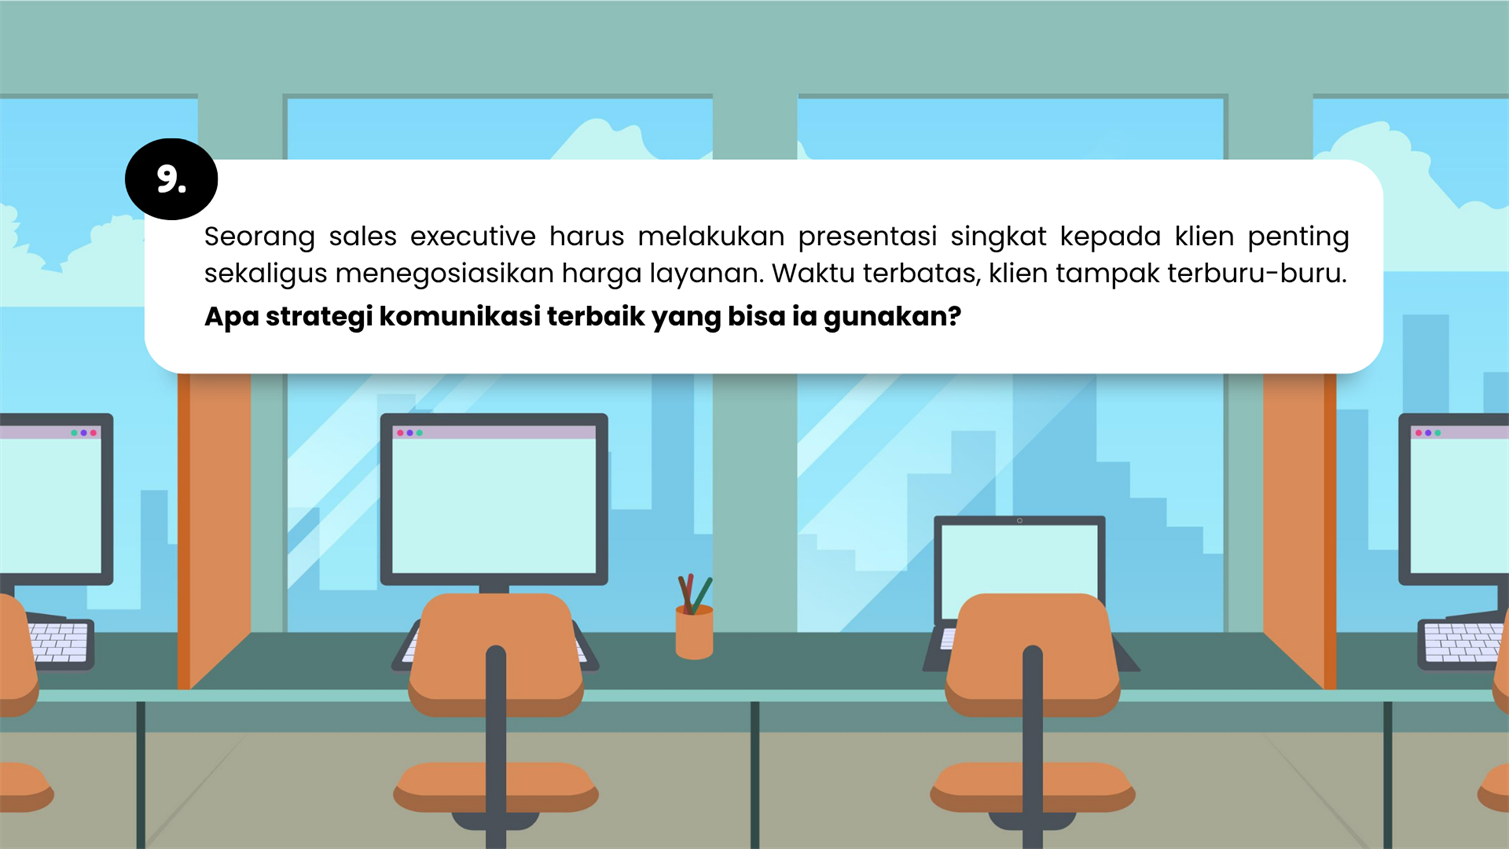 9.
Seorang sales executive harus melakukan presentasi singkat kepada klien penting
sekaligus menegosiasikan harga layanan. Waktu terbatas, klien tampak terburu-buru.
Apa strategi komunikasi terbaik yang bisa ia gunakan?